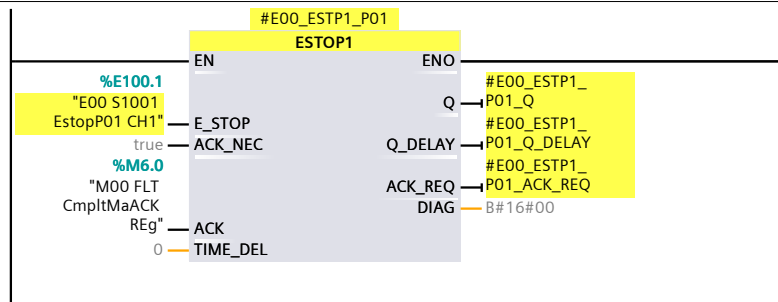 #E00_ESTP1_P01
ESTOP1
EN ENO
%E100.1
"E00 S1001
EstopP01 CH1"
E_STOP
true
ACK_NEC
%M6.0
"M00 FLT
CmpltMaACK
REg"
ACK
0
TIME_DEL
Q
#E00_ESTP1_
P01_Q
Q_DELAY
#E00_ESTP1_
P01_Q_DELAY
ACK_REQ
#E00_ESTP1_
P01_ACK_REQ
DIAG
B#16#00